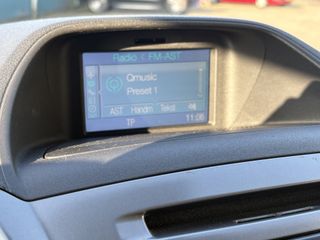 Radio < FM-AST
Qmusic
Preset 1
AST Handm Tekst
TP 11:06